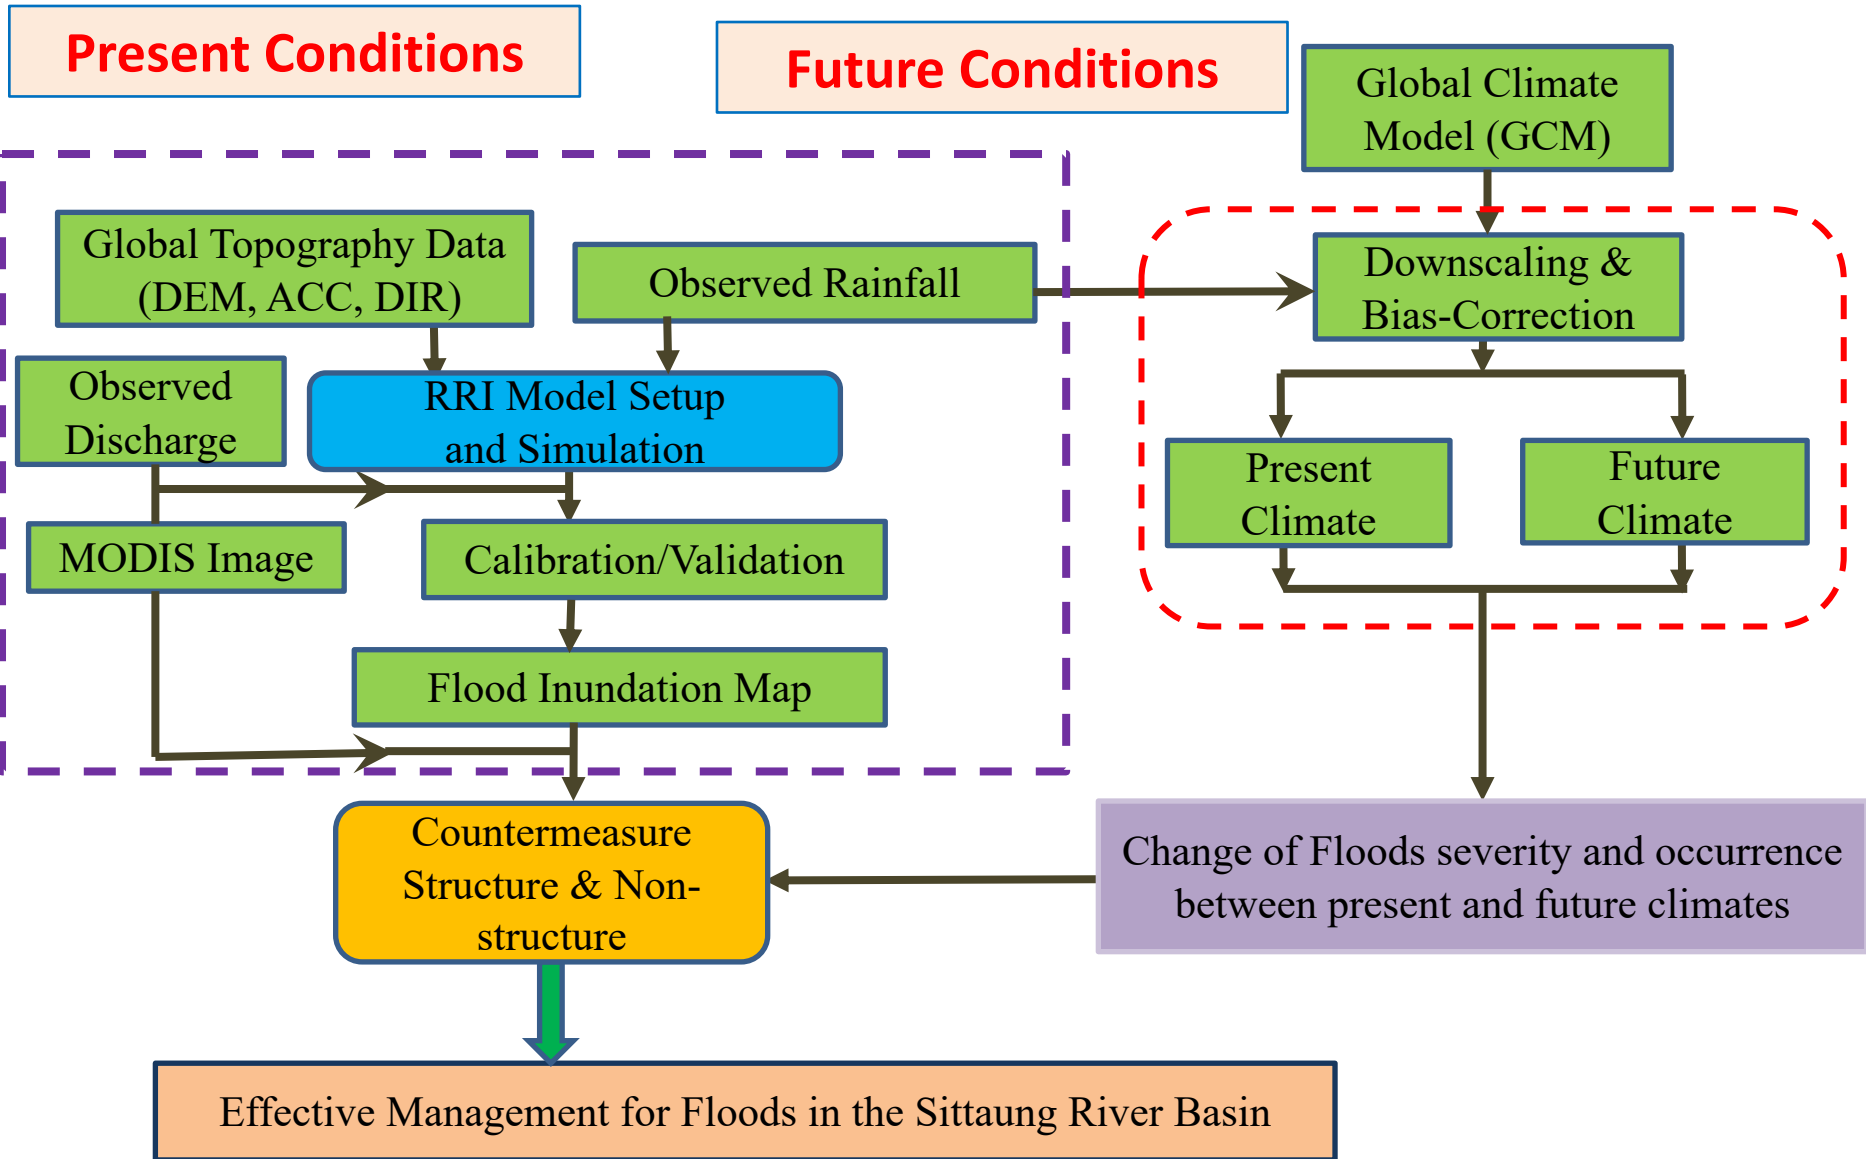 Present Conditions
Future Conditions
Global Climate
Model (GCM)
Global Topography Data
(DEM, ACC, DIR)
Observed Rainfall
Downscaling &
Bias-Correction
Observed
Discharge
RRI Model Setup
and Simulation
Present
Climate
Future
Climate
MODIS Image
Calibration/Validation
Flood Inundation Map
Countermeasure
Structure & Non-
structure
Change of Floods severity and occurrence
between present and future climates
Effective Management for Floods in the Sittaung River Basin